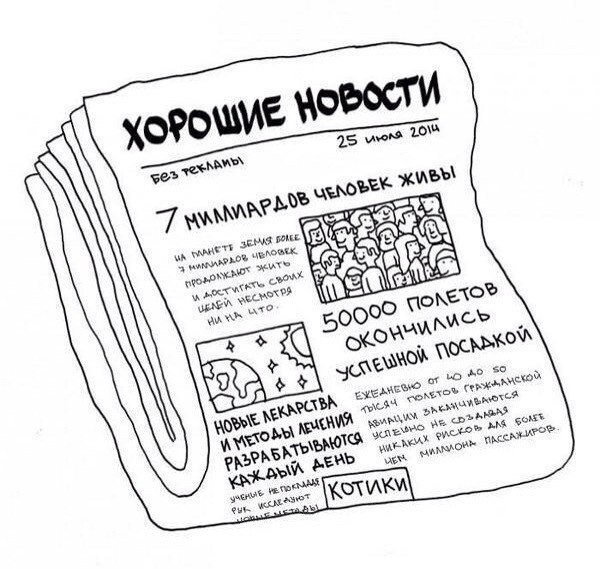 ХОРОШИЕ НОВОСТИ
БЕЗ РЕКЛАМЫ
25 ИЮЛЯ 2014
7 МИЛЛИАРДОВ ЧЕЛОВЕК ЖИВЫ
НА ПЛАНЕТЕ ЗЕМЛЯ БОЛЕЕ
7 МИЛЛИАРДОВ ЧЕЛОВЕК
ПРОДОЛЖАЮТ ЖИТЬ
И ДОСТИГАТЬ СВОИХ
ЦЕЛЕЙ НЕСМОТРЯ
НИ НА ЧТО.
50000 ПОЛЕТОВ
ОКОНЧИЛИСЬ
УСПЕШНОЙ ПОСАДКОЙ
ЕЖЕДНЕВНО ОТ 40 ДО 50
ТЫСЯЧ ПОЛЕТОВ ГРАЖДАНСКОЙ
АВИАЦИИ ЗАКАНЧИВАЮТСЯ
УСПЕШНО НЕ СОЗДАВАЯ
НИКАКИХ РИСКОВ ДЛЯ БОЛЕЕ
ЧЕМ МИЛЛИОНА ПАССАЖИРОВ.
НОВЫЕ ЛЕКАРСТВА
И МЕТОДЫ ЛЕЧЕНИЯ
РАЗРАБАТЫВАЮТСЯ
КАЖДЫЙ ДЕНЬ
УЧЕНЫЕ НЕ ПОКЛАДАЯ
РУК ИССЛЕДУЮТ
НОВЫЕ МЕТОДЫ
КОТИКИ